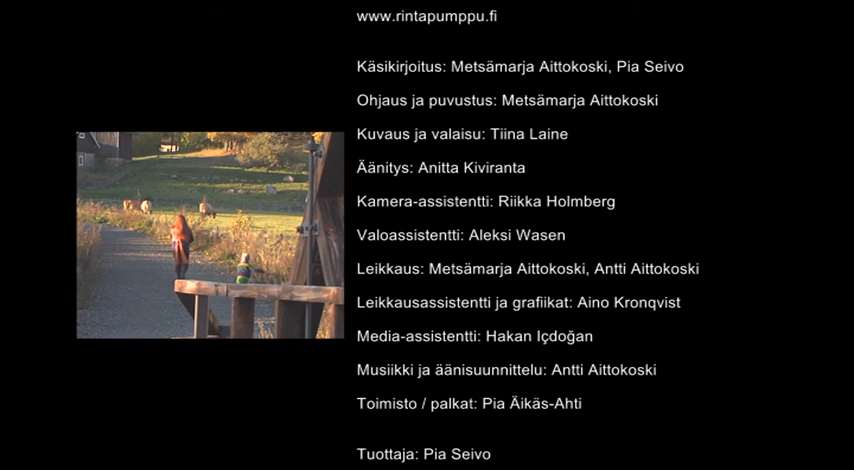 www.rintapumppu.fi
Käsikirjoitus: Metsämarja Aittokoski, Pia Seivo
Ohjaus ja puvustus: Metsämarja Aittokoski
Kuvaus ja valaisu: Tiina Laine
Äänitys: Anitta Kiviranta
Kamera-assistentti: Riikka Holmberg
Valoassistentti: Aleksi Wasen
Leikkaus: Metsämarja Aittokoski, Antti Aittokoski
Leikkausassistentti ja grafiikat: Aino Kronqvist
Media-assistentti: Hakan Içdoğan
Musiikki ja äänisuunnittelu: Antti Aittokoski
Toimisto / palkat: Pia Äikäs-Ahti
Tuottaja: Pia Seivo